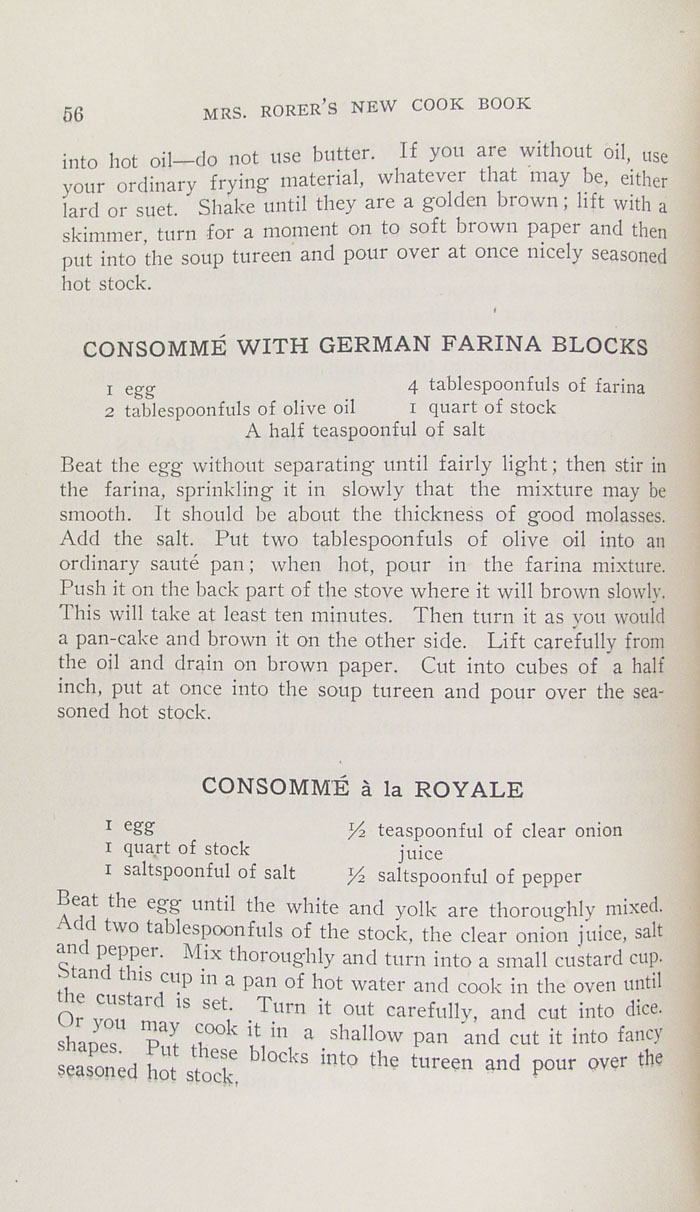 56 MRS. RORER'S NEW COOK BOOK
into hot oil—do not use butter. If you are without oil, use
your ordinary frying material, whatever that may be, either
lard or suet. Shake until they are a golden brown; lift with a
skimmer, turn for a moment on to soft brown paper and then
put into the soup tureen and pour over at once nicely seasoned
hot stock.
CONSOMMÉ WITH GERMAN FARINA BLOCKS
1 egg
2 tablespoonfuls of olive oil
4 tablespoonfuls of farina
1 quart of stock
A half teaspoonful of salt
Beat the egg without separating until fairly light; then stir in
the farina, sprinkling it in slowly that the mixture may be
smooth. It should be about the thickness of good molasses.
Add the salt. Put two tablespoonfuls of olive oil into an
ordinary sauté pan; when hot, pour in the farina mixture.
Push it on the back part of the stove where it will brown slowly.
This will take at least ten minutes. Then turn it as you would
a pan-cake and brown it on the other side. Lift carefully from
the oil and drain on brown paper. Cut into cubes of a half
inch, put at once into the soup tureen and pour over the sea-
soned hot stock.
CONSOMMÉ à la ROYALE
1 egg
1 quart of stock
1 saltspoonful of salt
½ teaspoonful of clear onion
juice
½ saltspoonful of pepper
Beat the egg until the white and yolk are thoroughly mixed.
Add two tablespoonfuls of the stock, the clear onion juice, salt
and pepper. Mix thoroughly and turn into a small custard cup.
Stand this cup in a pan of hot water and cook in the oven until
the custard is set. Turn it out carefully, and cut into dice.
Or you may cook it in a shallow pan and cut it into fancy
shapes. Put these blocks into the tureen and pour over the
seasoned hot stock.